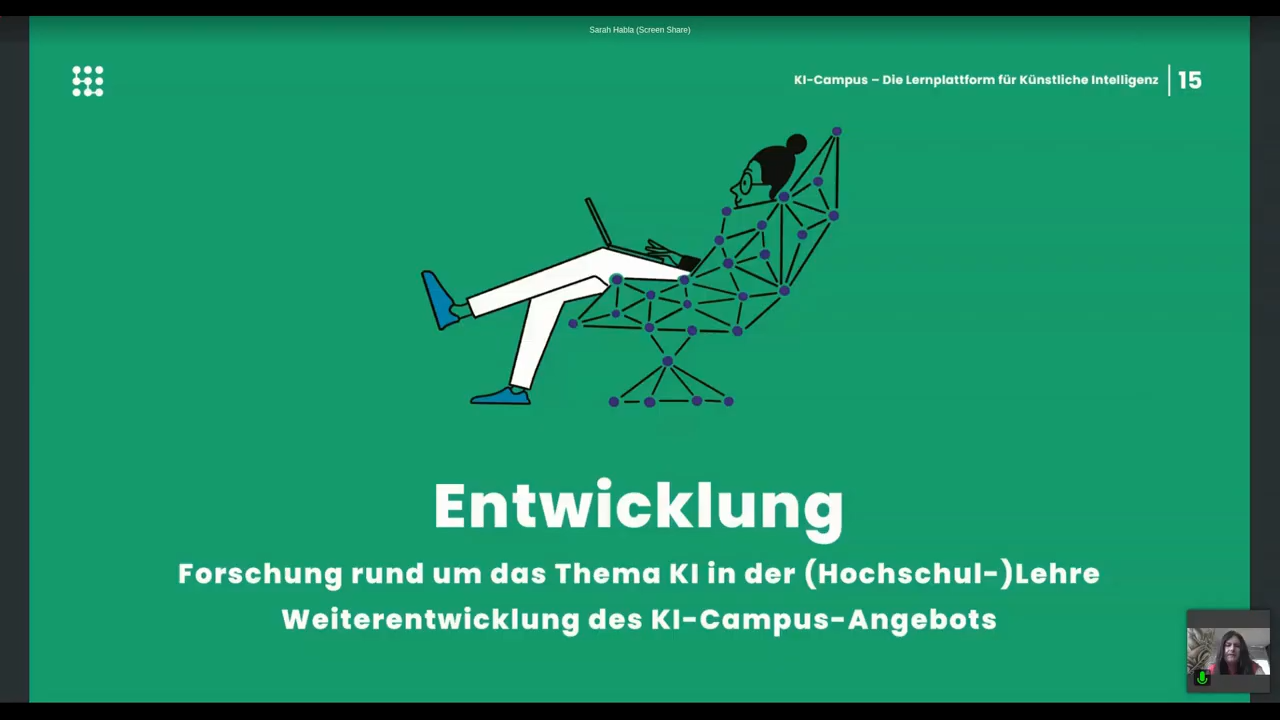 Sarah Habla (Screen Share)
KI-Campus – Die Lernplattform für Künstliche Intelligenz 15
Entwicklung
Forschung rund um das Thema KI in der (Hochschul-)Lehre
Weiterentwicklung des KI-Campus-Angebots